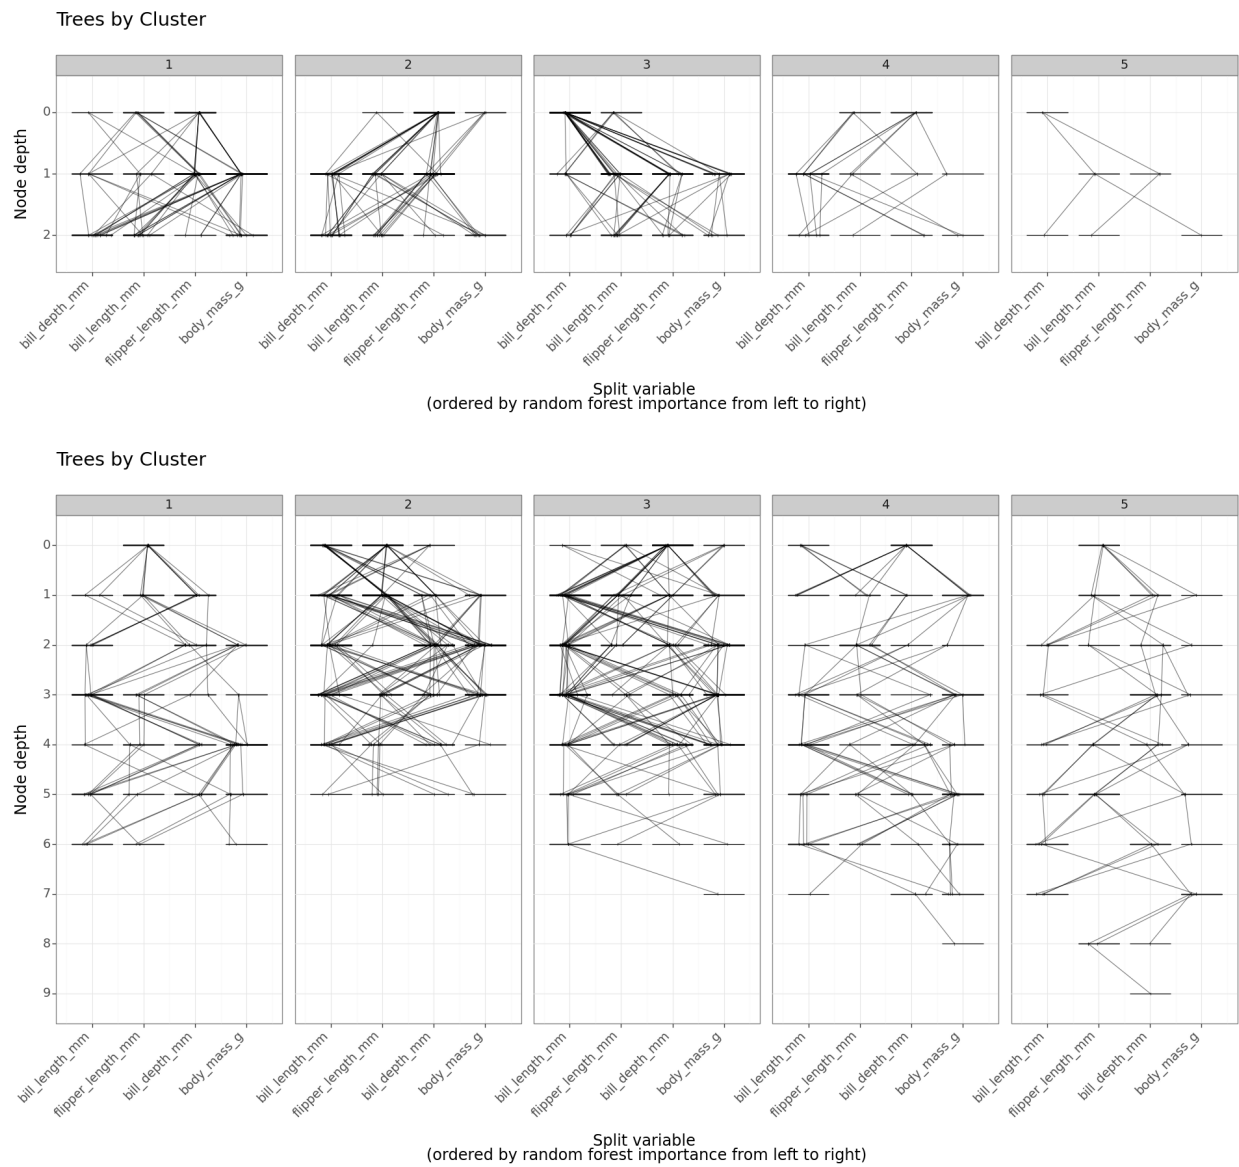 Trees by Cluster
1 2 3 4 5
Node depth
0
1
2
bill_depth_mm bill_length_mm flipper_length_mm body_mass_g bill_depth_mm bill_length_mm flipper_length_mm body_mass_g bill_depth_mm bill_length_mm flipper_length_mm body_mass_g bill_depth_mm bill_length_mm flipper_length_mm body_mass_g bill_depth_mm bill_length_mm flipper_length_mm body_mass_g
Split variable
(ordered by random forest importance from left to right)
Trees by Cluster
1 2 3 4 5
Node depth
0
1
2
3
4
5
6
7
8
9
bill_length_mm flipper_length_mm bill_depth_mm body_mass_g bill_length_mm flipper_length_mm bill_depth_mm body_mass_g bill_length_mm flipper_length_mm bill_depth_mm body_mass_g bill_length_mm flipper_length_mm bill_depth_mm body_mass_g bill_length_mm flipper_length_mm bill_depth_mm body_mass_g
Split variable
(ordered by random forest importance from left to right)